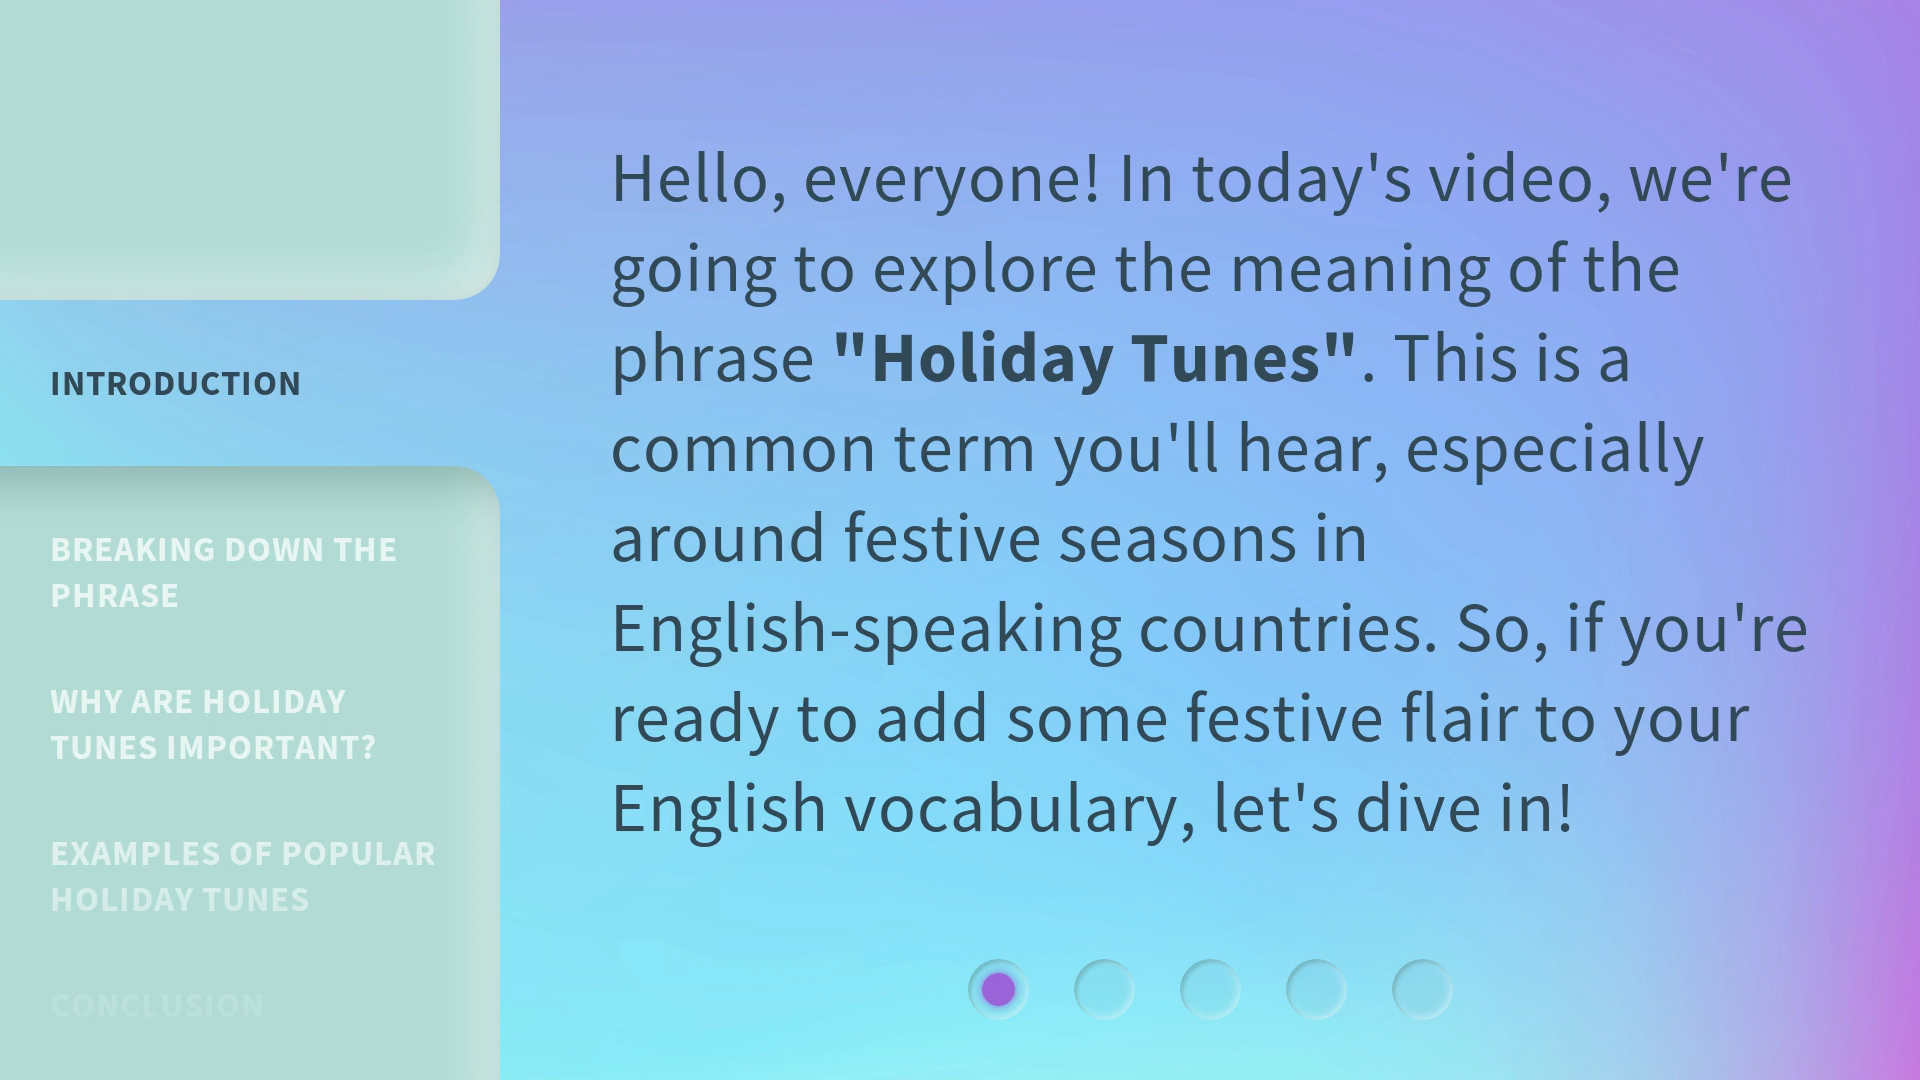 INTRODUCTION
BREAKING DOWN THE
PHRASE
WHY ARE HOLIDAY
TUNES IMPORTANT?
EXAMPLES OF POPULAR
HOLIDAY TUNES
CONCLUSION
Hello, everyone! In today's video, we're
going to explore the meaning of the
phrase "Holiday Tunes". This is a
common term you'll hear, especially
around festive seasons in
English-speaking countries. So, if you're
ready to add some festive flair to your
English vocabulary, let's dive in!